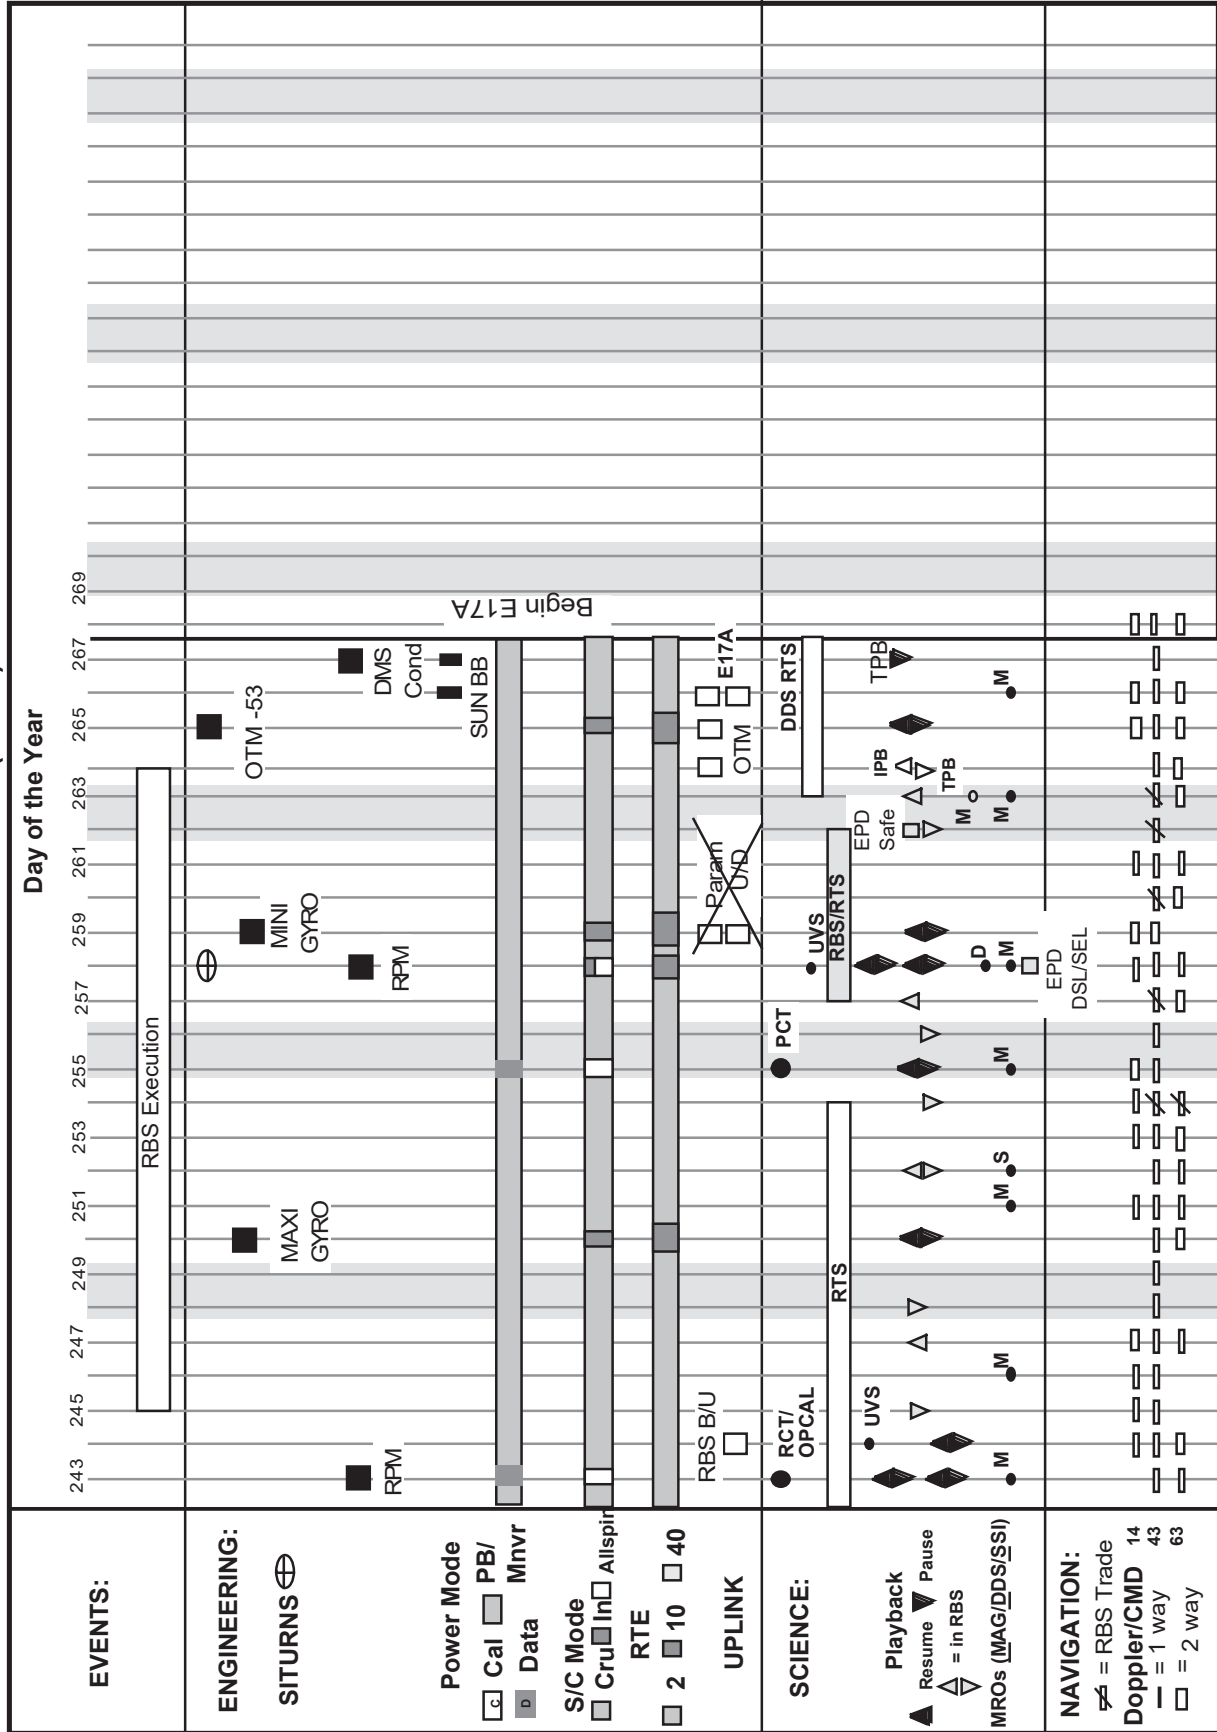 Day of the Year
243 245 247 249 251 253 255 257 259 261 263 265 267 269
EVENTS:
RBS Execution
ENGINEERING:
SITURNS
OTM -53
MAXI
GYRO
MINI
GYRO
RPM
RPM
DMS
Cond
SUN BB
Begin E17A
Power Mode
C Cal PB/
Mnvr
D Data
S/C Mode
Cru In Allspin
RTE
2 10 40
UPLINK
RBS B/U
Param
U/D
OTM
E17A
SCIENCE:
RCT/
OPCAL
PCT
UVS
DDS RTS
RTS
RBS/RTS
UVS
EPD
Safe
IPB
TPB
TPB
Playback
Resume Pause
= in RBS
M
D
MROs (MAG/DDS/SSI)
M M M S M M M M
EPD
DSL/SEL
NAVIGATION:
= RBS Trade
Doppler/CMD 14
= 1 way 43
= 2 way 63